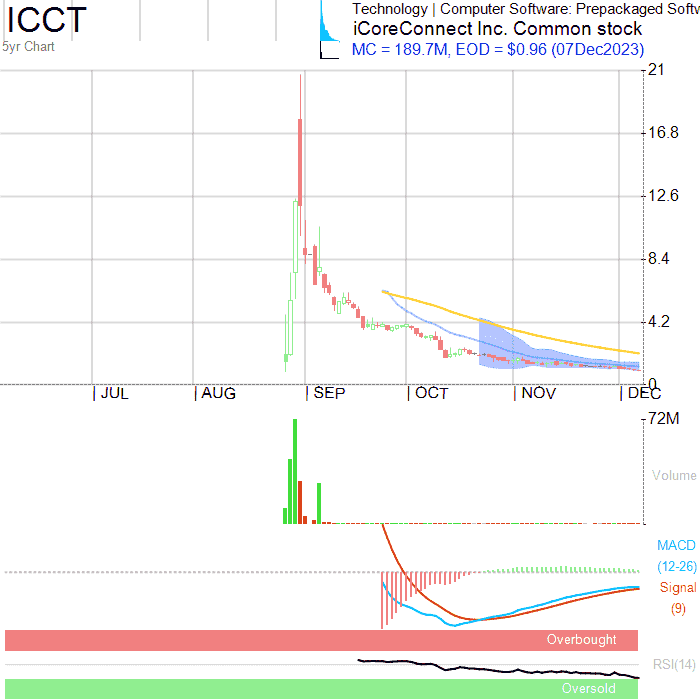 ICCT
5yr Chart
Technology | Computer Software: Prepackaged Softw
iCoreConnect Inc. Common stock
MC = 189.7M, EOD = $0.96 (07Dec2023)
21
16.8
12.6
8.4
4.2
0
JUL
AUG
SEP
OCT
NOV
DEC
72M
Volume
MACD
(12-26)
Signal
(9)
Overbought
RSI(14)
Oversold